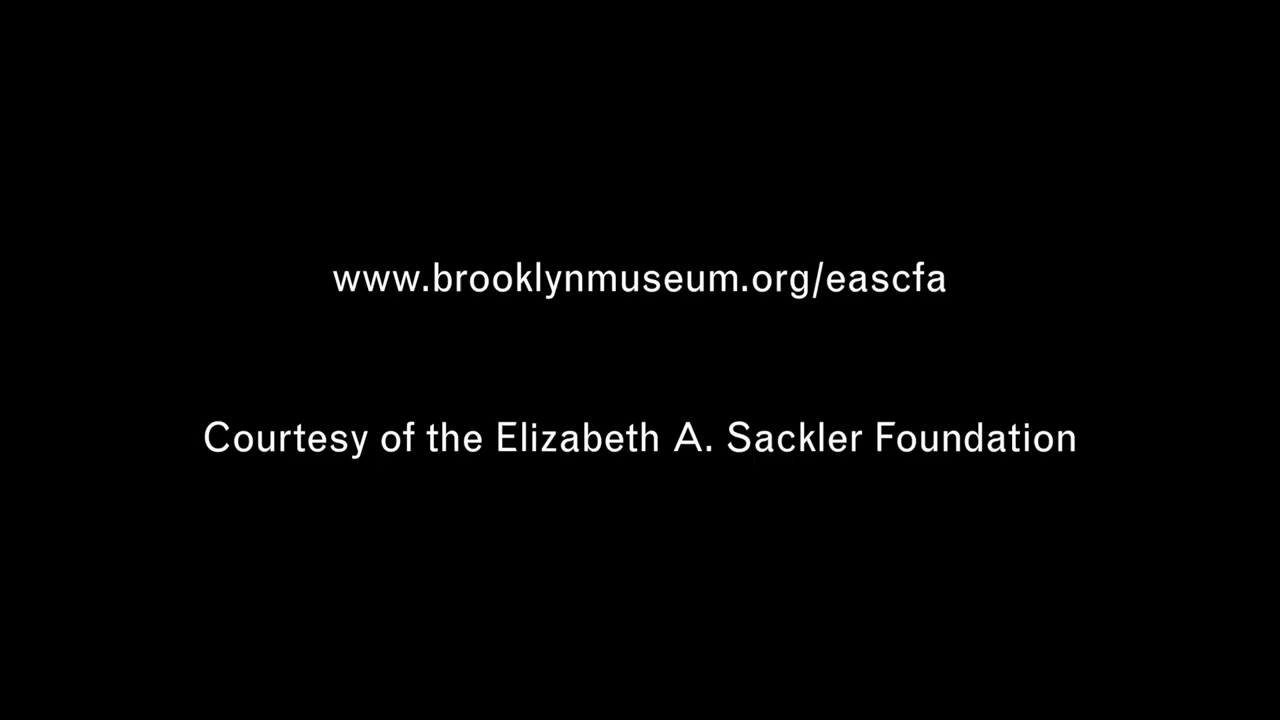 www.brooklynmuseum.org/eascfa
Courtesy of the Elizabeth A. Sackler Foundation